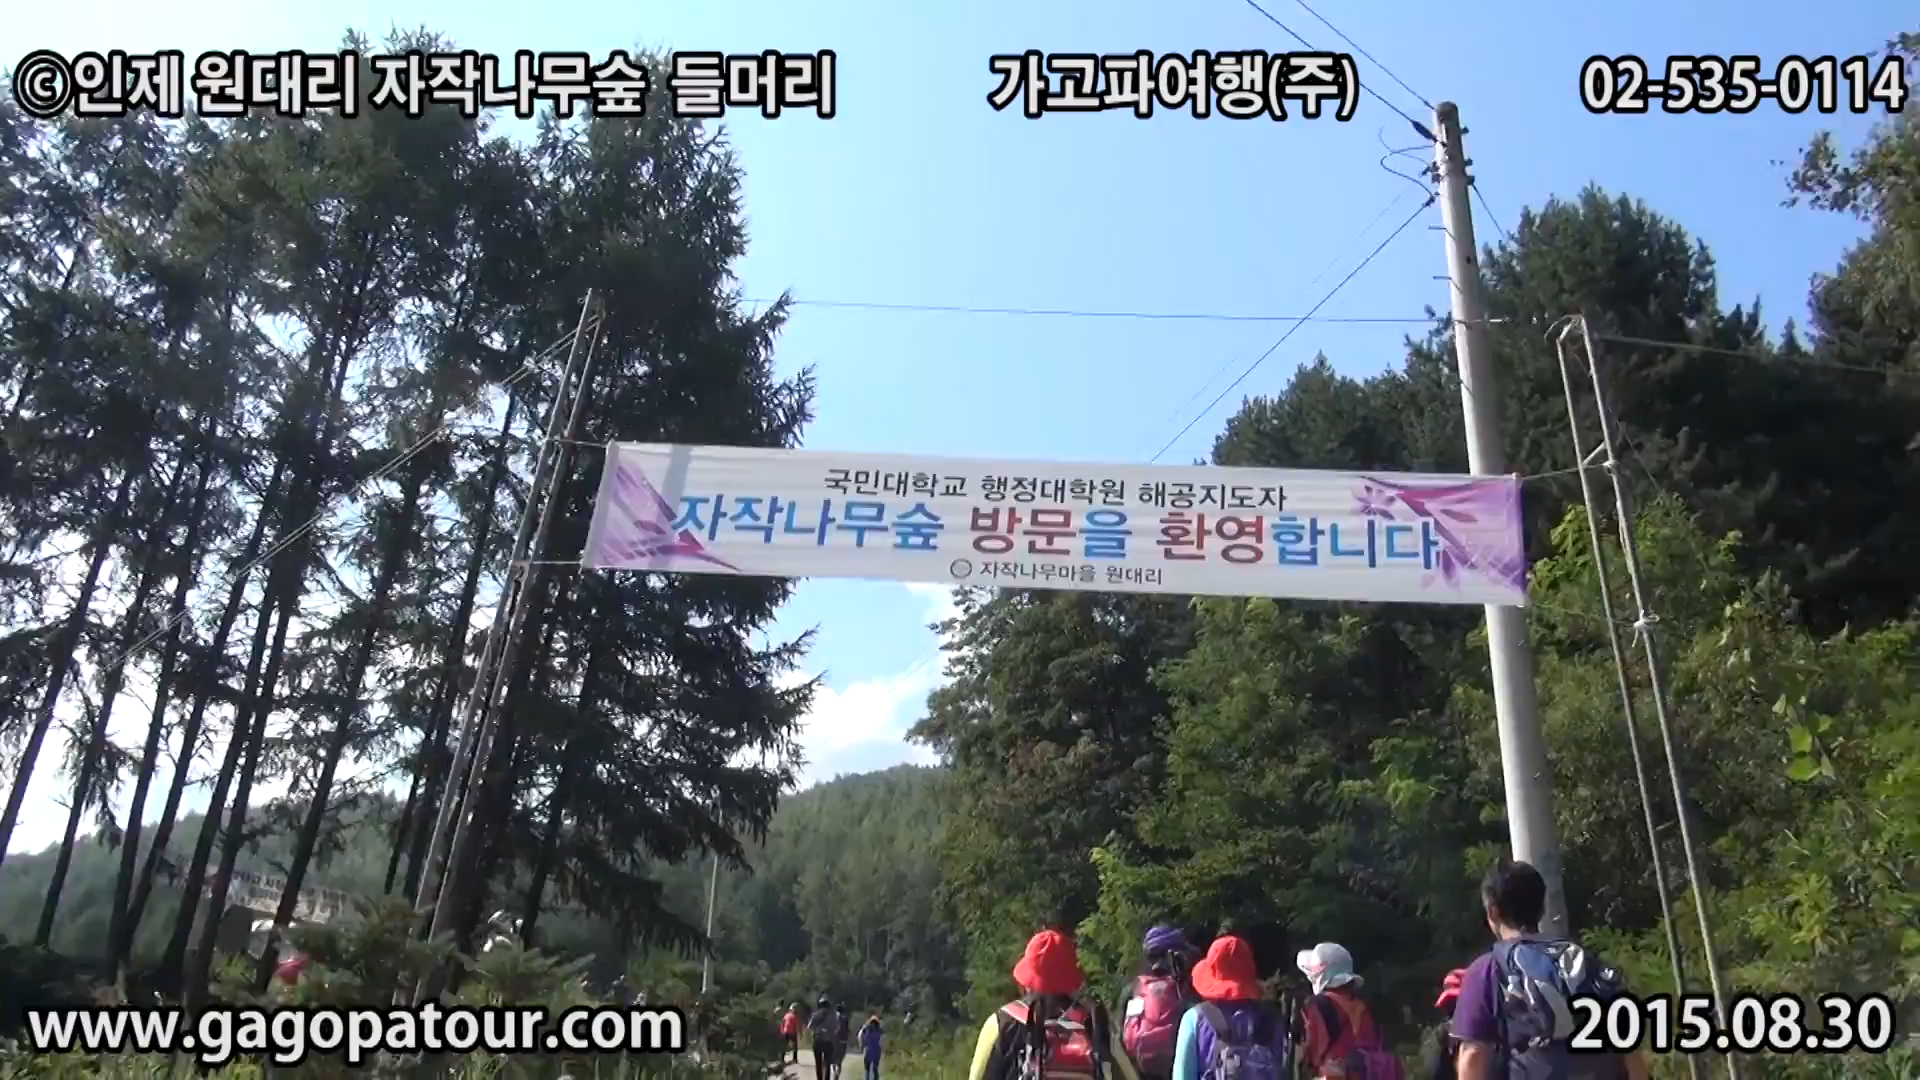 ©인제 원대리 자작나무숲 들머리 가고파여행(주) 02-535-0114
국민대학교 행정대학원 해공지도자
자작나무숲 방문을 환영합니다
자작나무마을 원대리
www.gagopatour.com 2015.08.30